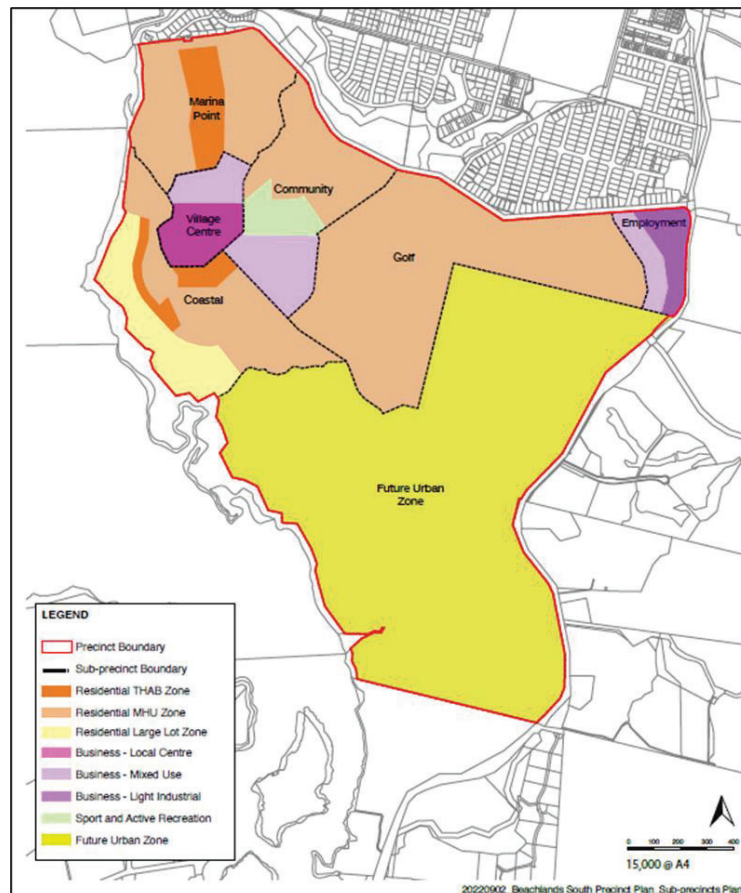 Marina
Point
Community
Village
Centre
Employment
Golf
Coastal
Future Urban
Zone
LEGEND
Precinct Boundary
Sub-precinct Boundary
Residential THAB Zone
Residential MHU Zone
Residential Large Lot Zone
Business - Local Centre
Business - Mixed Use
Business - Light Industrial
Sport and Active Recreation
Future Urban Zone
0 100 200 300 400
15,000 @ A4
20220902_Beachlands South Precinct Plan_Sub-precincts Plan